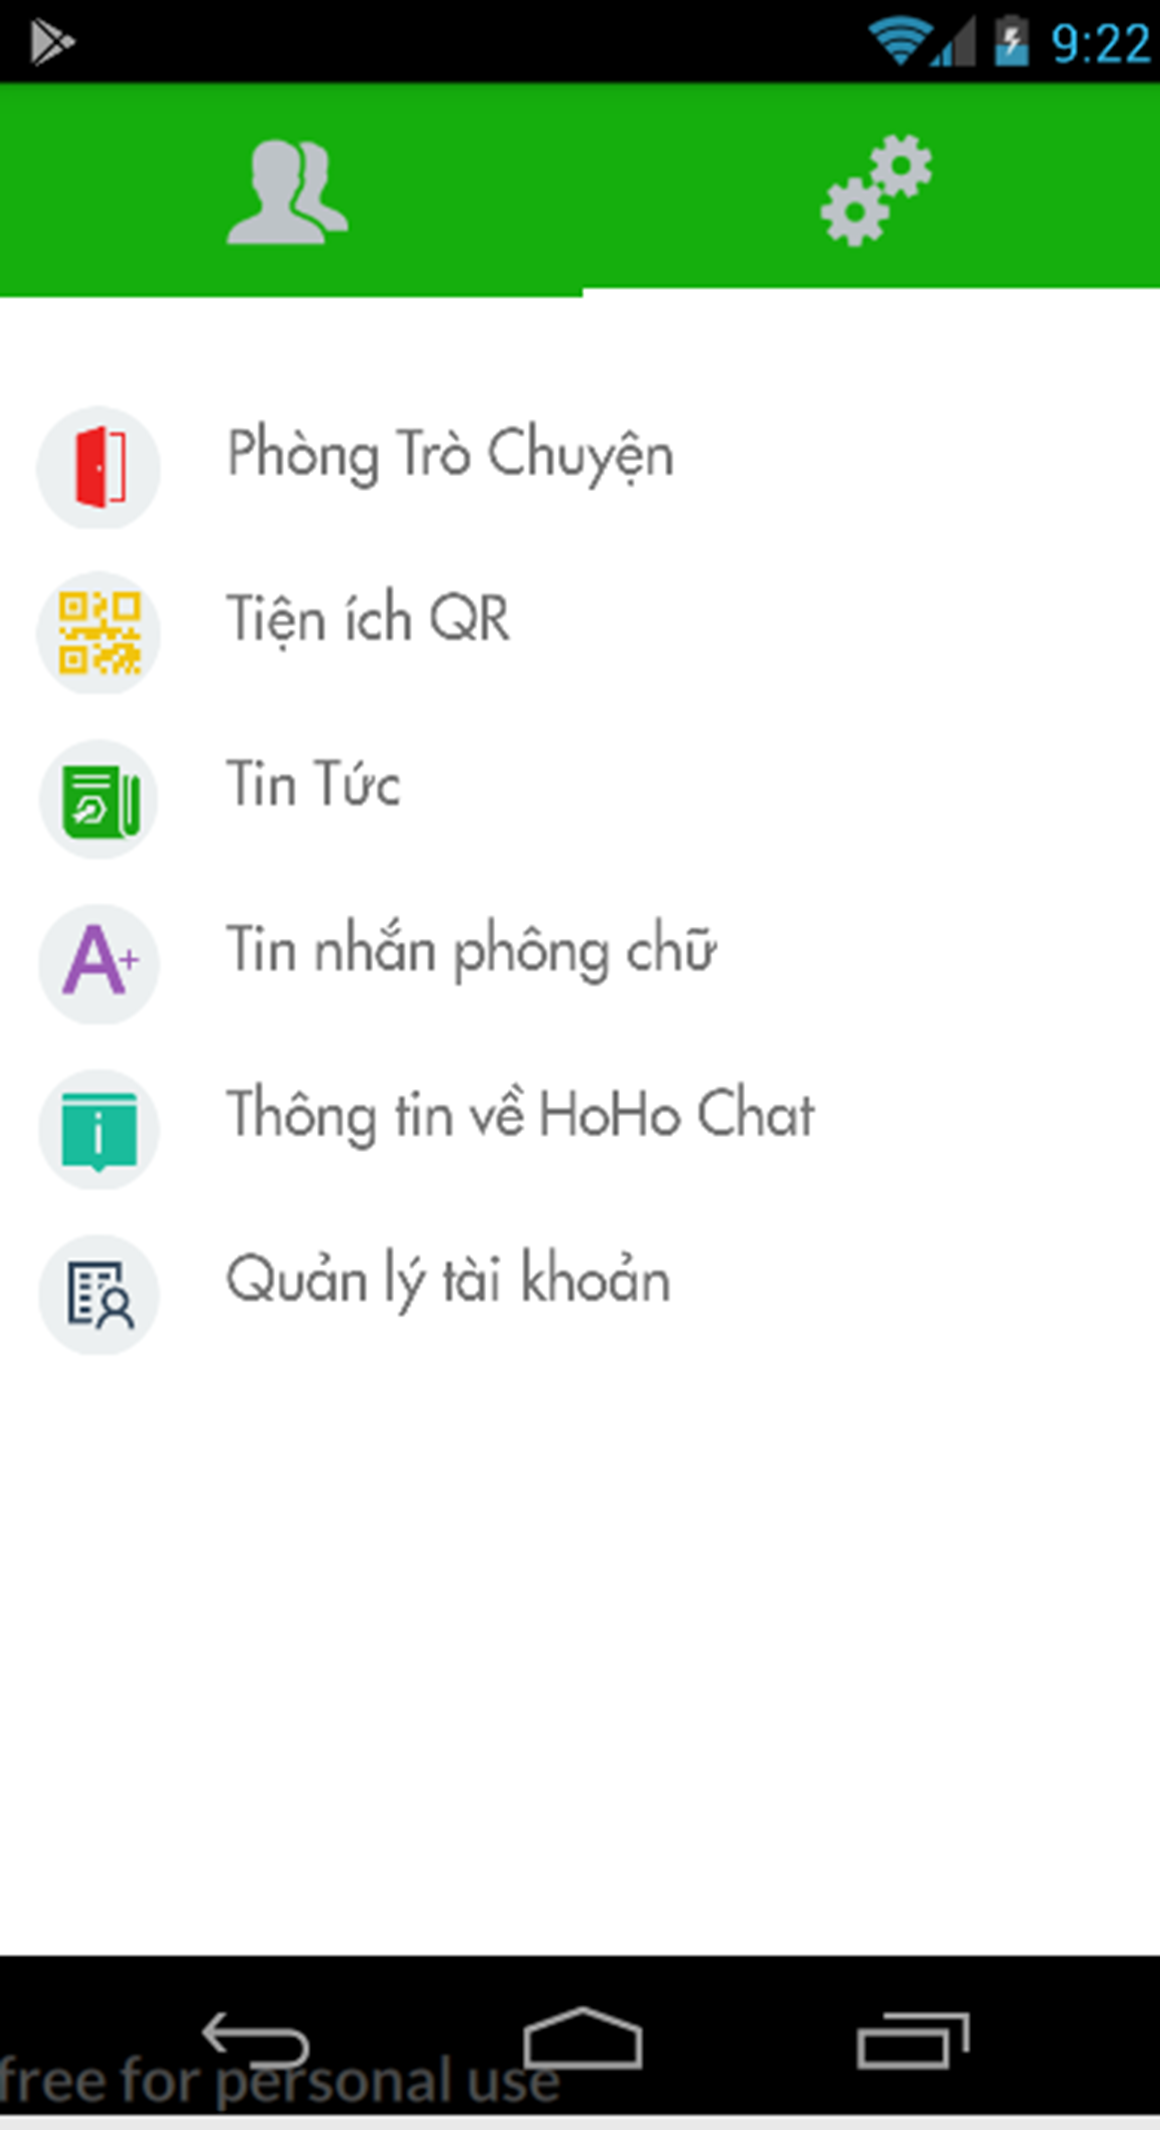 9:22
Phòng Trò Chuyện
Tiện ích QR
Tin Tức
A+
Tin nhắn phông chữ
i
Thông tin về HoHo Chat
Quản lý tài khoản
free for personal use